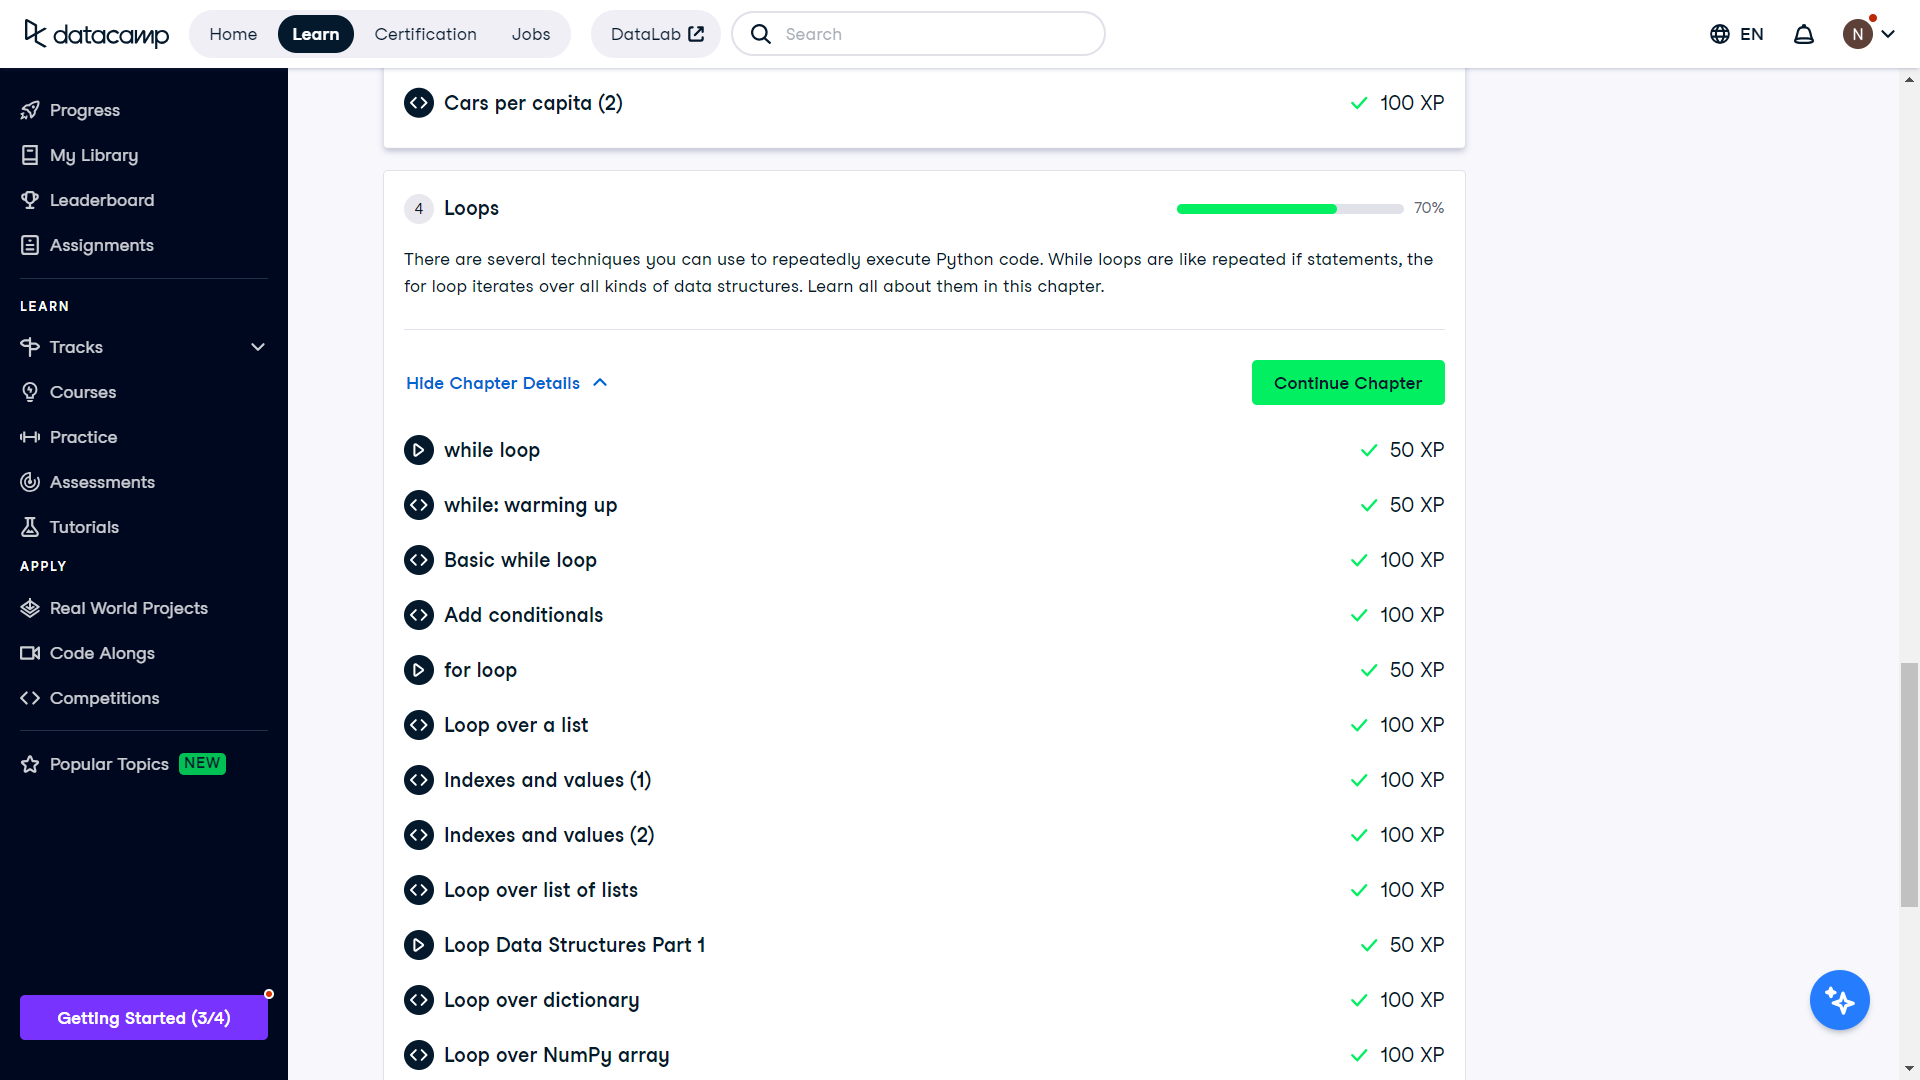 datacamp
Home
Learn
Certification
Jobs
DataLab
Search
EN
N
Progress
My Library
Leaderboard
Assignments
LEARN
Tracks
Courses
Practice
Assessments
Tutorials
APPLY
Real World Projects
Code Alongs
Competitions
Popular Topics NEW
Getting Started (3/4)
Cars per capita (2) 100 XP
4 Loops 70%
There are several techniques you can use to repeatedly execute Python code. While loops are like repeated if statements, the
for loop iterates over all kinds of data structures. Learn all about them in this chapter.
Hide Chapter Details
Continue Chapter
while loop 50 XP
while: warming up 50 XP
Basic while loop 100 XP
Add conditionals 100 XP
for loop 50 XP
Loop over a list 100 XP
Indexes and values (1) 100 XP
Indexes and values (2) 100 XP
Loop over list of lists 100 XP
Loop Data Structures Part 1 50 XP
Loop over dictionary 100 XP
Loop over NumPy array 100 XP